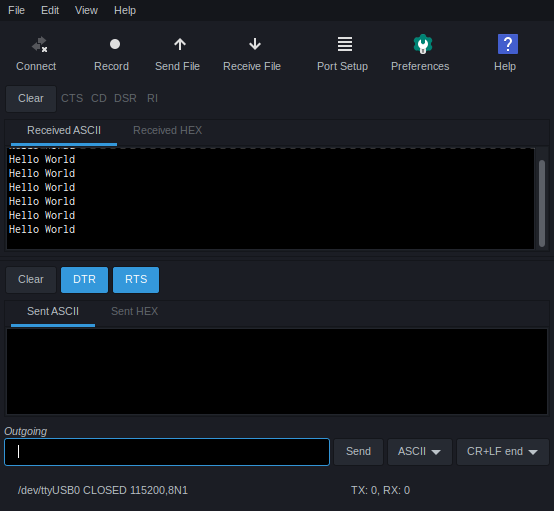 File Edit View Help
Connect Record Send File Receive File Port Setup Preferences Help
Clear CTS CD DSR RI
Received ASCII Received HEX
Hello World
Hello World
Hello World
Hello World
Hello World
Hello World
Clear DTR RTS
Sent ASCII Sent HEX
Outgoing
Send ASCII CR+LF end
/dev/ttyUSB0 CLOSED 115200,8N1 TX: 0, RX: 0